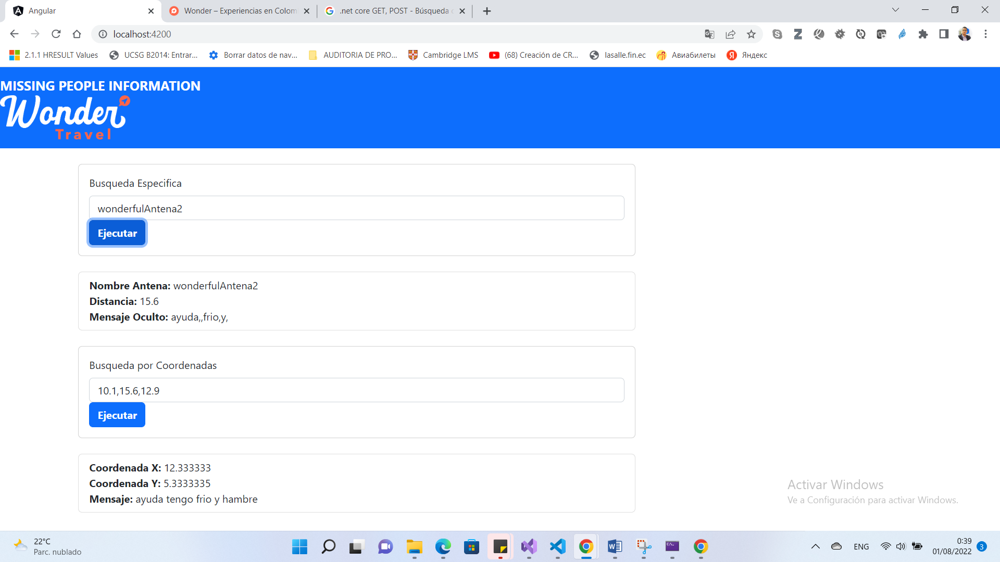 Angular
Wonder – Experiencias en Colom
.net core GET, POST - Búsqueda
localhost:4200
2.1.1 HRESULT Values
UCSG B2014: Entrar...
Borrar datos de nav...
AUDITORIA DE PRO...
Cambridge LMS
(68) Creación de CR...
lasalle.fin.ec
Авиабилеты
Яндекс
MISSING PEOPLE INFORMATION
Wonder
Travel
Busqueda Especifica
wonderfulAntena2
Ejecutar
Nombre Antena: wonderfulAntena2
Distancia: 15.6
Mensaje Oculto: ayuda,,frio,y,
Busqueda por Coordenadas
10.1,15.6,12.9
Ejecutar
Coordenada X: 12.333333
Coordenada Y: 5.3333335
Mensaje: ayuda tengo frio y hambre
Activar Windows
Ve a Configuración para activar Windows.
22°C
Parc. nublado
ENG
0:39
01/08/2022
3